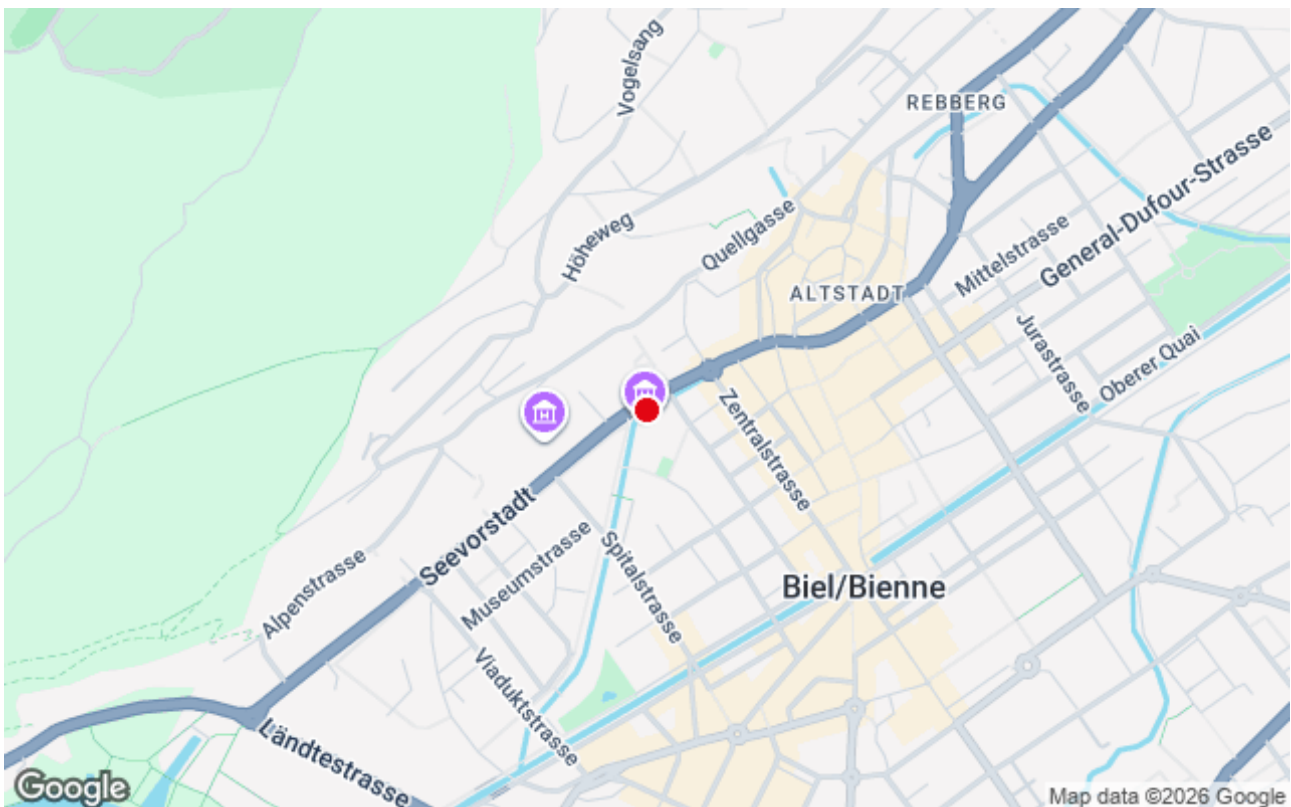 Vogelsang
REBBERG
General-Dufour-Strasse
Höheweg
Quellgasse
Mittelstrasse
ALTSTADT
Jurastrasse
Oberer Quai
Zentralstrasse
Seevorstadt
Museumstrasse
Spitalstrasse
Alpenstrasse
Biel/Bienne
Viaduktstrasse
Ländtestrasse
Google
Map data ©2026 Google